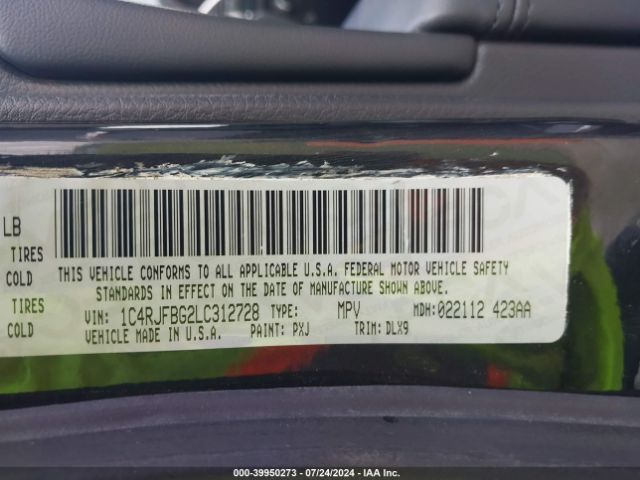 LB
TIRES
COLD
THIS VEHICLE CONFORMS TO ALL APPLICABLE U.S.A. FEDERAL MOTOR VEHICLE SAFETY
STANDARDS IN EFFECT ON THE DATE OF MANUFACTURE SHOWN ABOVE.
TIRES
COLD
VIN: 1C4RJFBG2LC312728 TYPE: MPV MDH: 022112 423AA
VEHICLE MADE IN U.S.A. PAINT: PXJ TRIM: DLX9
000-39950273 - 07/24/2024 - IAA Inc.